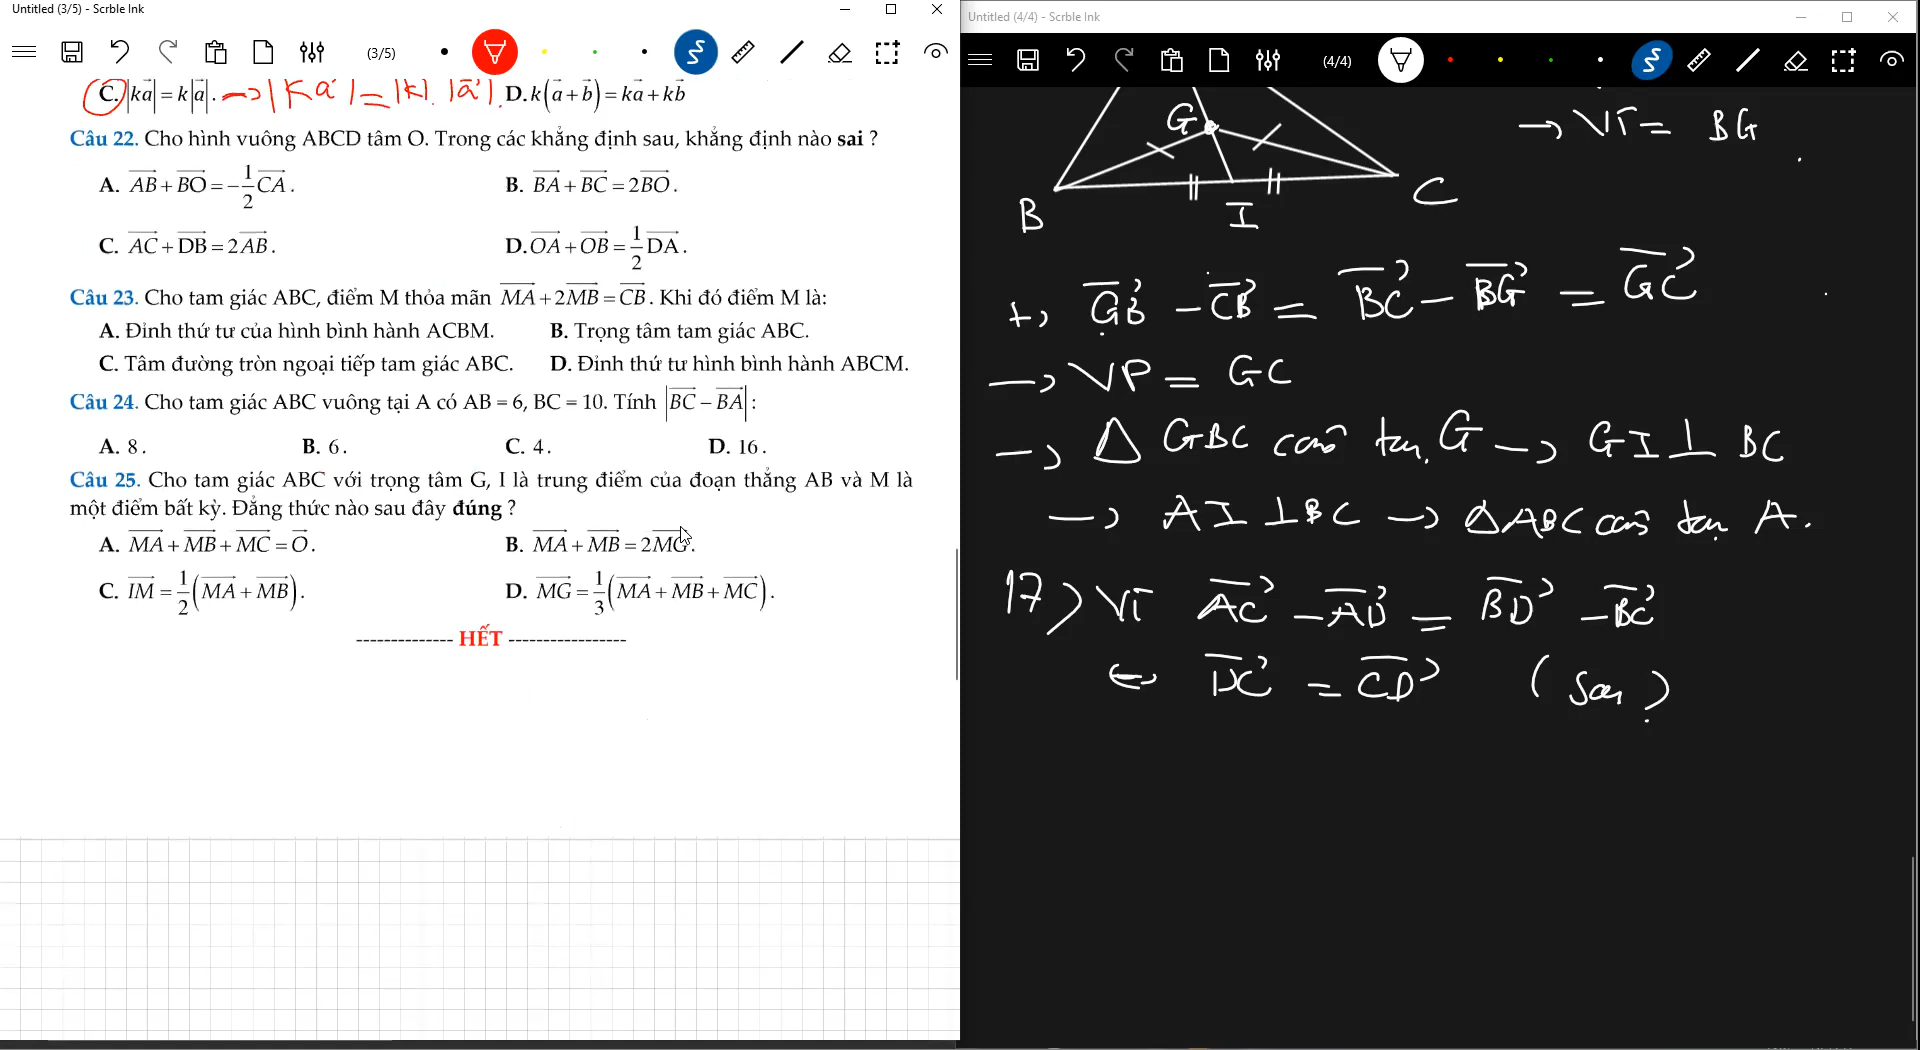 Untitled (3/5) - Scrble Ink
(3/5)
C. |ka⃗| = k|a⃗|. → |ka⃗| = |k|.|a⃗|. D. k(a⃗ + b⃗) = ka⃗ + kb⃗
Câu 22. Cho hình vuông ABCD tâm O. Trong các khẳng định sau, khẳng định nào sai ?
A. AB⃗ + BO⃗ = −1/2 CA⃗. B. BA⃗ + BC⃗ = 2BO⃗.
C. AC⃗ + DB⃗ = 2AB⃗. D. OA⃗ + OB⃗ = 1/2 DA⃗.
Câu 23. Cho tam giác ABC, điểm M thỏa mãn MA⃗ + 2MB⃗ = CB⃗. Khi đó điểm M là:
A. Đỉnh thứ tư của hình bình hành ACBM. B. Trọng tâm tam giác ABC.
C. Tâm đường tròn ngoại tiếp tam giác ABC. D. Đỉnh thứ tư hình bình hành ABCM.
Câu 24. Cho tam giác ABC vuông tại A có AB = 6, BC = 10. Tính |BC⃗ − BA⃗| :
A. 8. B. 6. C. 4. D. 16.
Câu 25. Cho tam giác ABC với trọng tâm G, I là trung điểm của đoạn thẳng AB và M là
một điểm bất kỳ. Đẳng thức nào sau đây đúng ?
A. MA⃗ + MB⃗ + MC⃗ = O⃗. B. MA⃗ + MB⃗ = 2MG⃗.
C. IM⃗ = 1/2 (MA⃗ + MB⃗). D. MG⃗ = 1/3 (MA⃗ + MB⃗ + MC⃗).
-------------- HẾT -----------------
Untitled (4/4) - Scrble Ink
(4/4)
G
→ VT = BG
B I C
+, GB⃗ − CB⃗ = BC⃗ − BG⃗ = GC⃗
→ VP = GC
→ Δ GBC cân tại G → GI ⊥ BC
→ AI ⊥ BC → ΔABC cân tại A.
17) VT AC⃗ − AD⃗ = BD⃗ − BC⃗
⇔ DC⃗ = CD⃗ (sai)